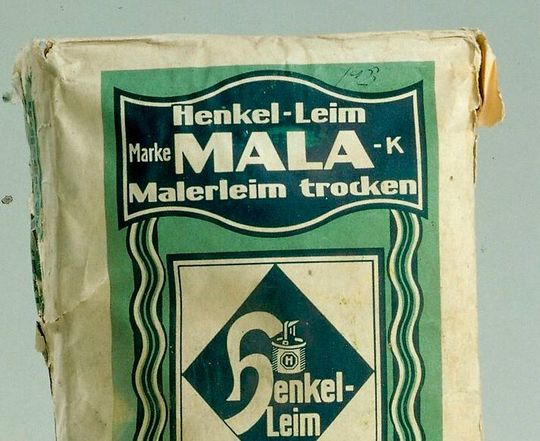 Henkel-Leim
Marke MALA-K
Malerleim trocken
H
Henkel-
Leim